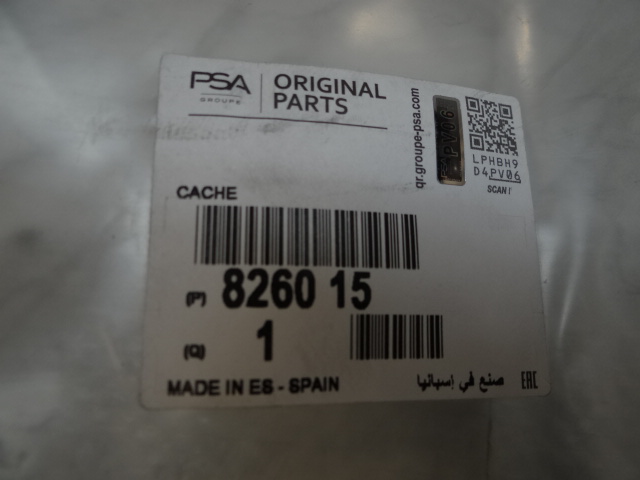 PSA
GROUPE
ORIGINAL
PARTS
qr.groupe-psa.com
PV06
LPHBH9
D4PV06
SCAN !
CACHE
(P) 8260 15
(Q) 1
MADE IN ES - SPAIN
صنع في إسبانيا
EAC